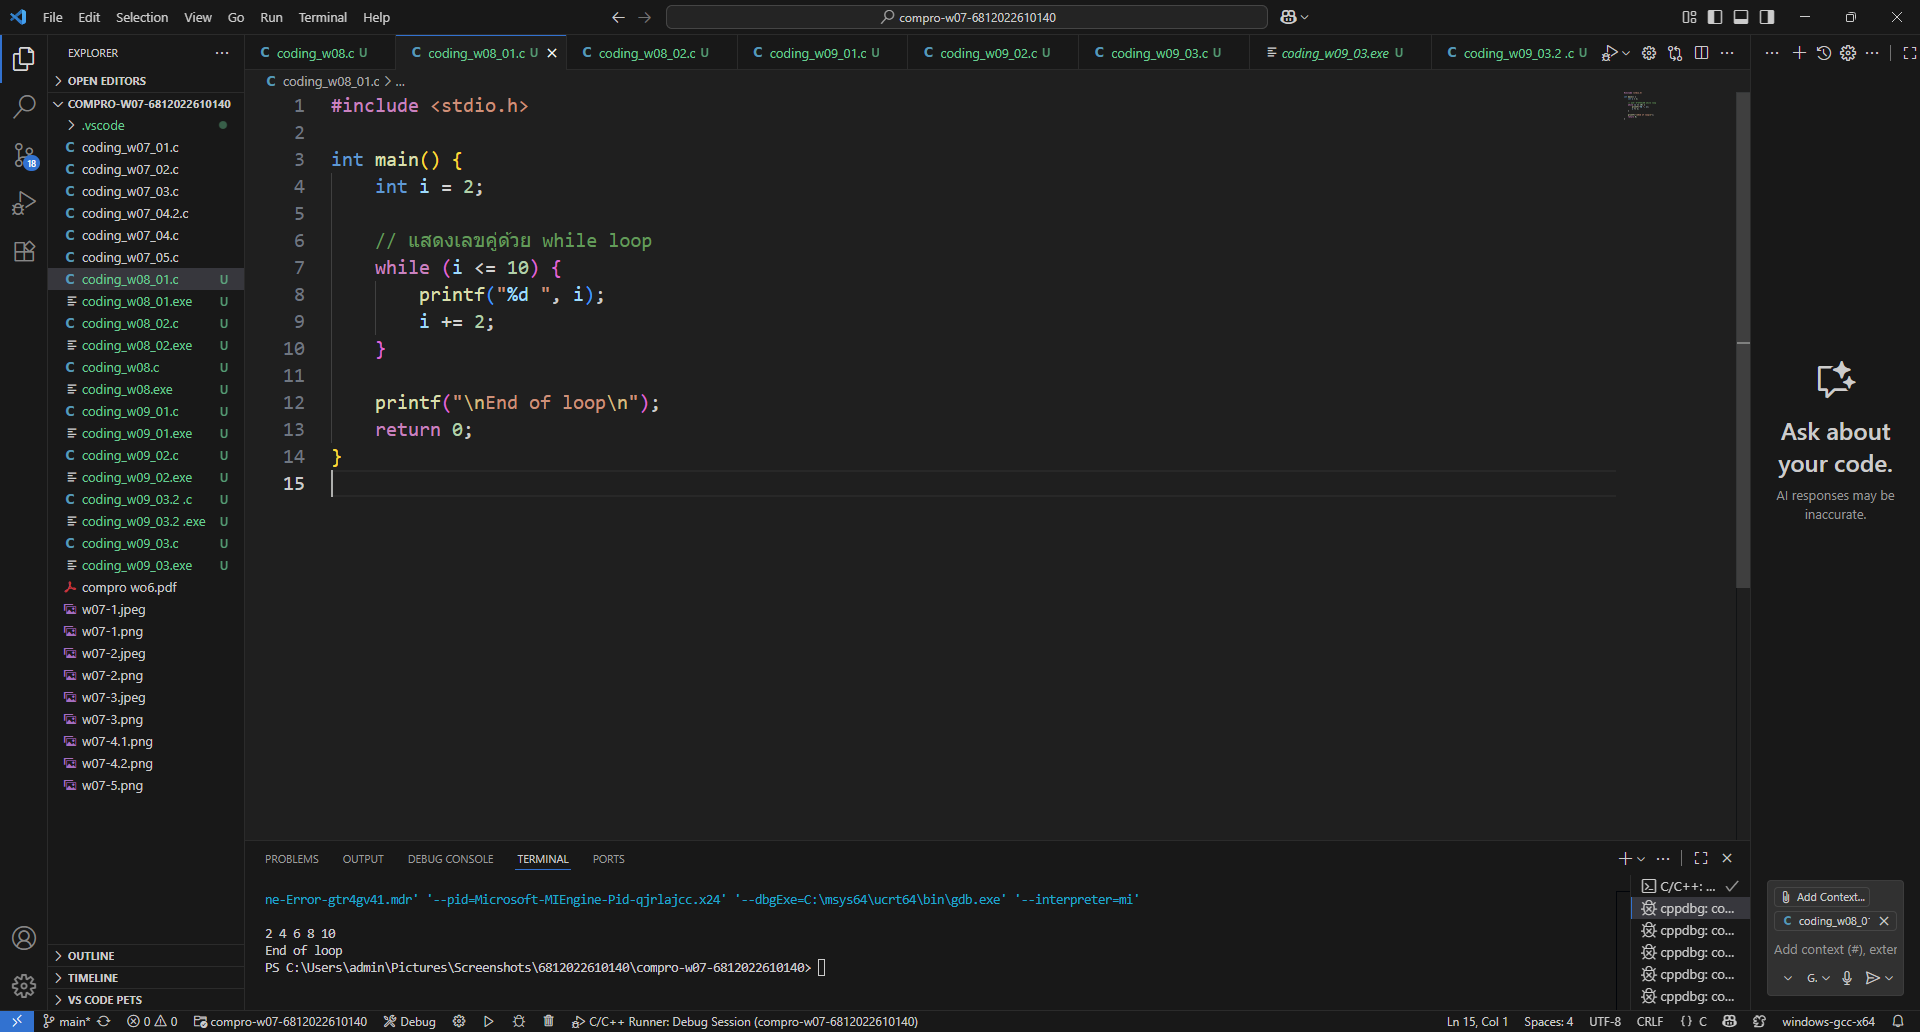 File Edit Selection View Go Run Terminal Help
compro-w07-6812022610140
EXPLORER
OPEN EDITORS
COMPRO-W07-6812022610140
.vscode
coding_w07_01.c
coding_w07_02.c
coding_w07_03.c
coding_w07_04.2.c
coding_w07_04.c
coding_w07_05.c
coding_w08_01.c U
coding_w08_01.exe U
coding_w08_02.c U
coding_w08_02.exe U
coding_w08.c U
coding_w08.exe U
coding_w09_01.c U
coding_w09_01.exe U
coding_w09_02.c U
coding_w09_02.exe U
coding_w09_03.2 .c U
coding_w09_03.2 .exe U
coding_w09_03.c U
coding_w09_03.exe U
compro wo6.pdf
w07-1.jpeg
w07-1.png
w07-2.jpeg
w07-2.png
w07-3.jpeg
w07-3.png
w07-4.1.png
w07-4.2.png
w07-5.png
OUTLINE
TIMELINE
VS CODE PETS
18
C coding_w08.c U C coding_w08_01.c U C coding_w08_02.c U C coding_w09_01.c U C coding_w09_02.c U C coding_w09_03.c U coding_w09_03.exe U C coding_w09_03.2 .c U
C coding_w08_01.c > ...
1 #include <stdio.h>
2
3 int main() {
4 int i = 2;
5
6 // แสดงเลขคู่ด้วย while loop
7 while (i <= 10) {
8 printf("%d ", i);
9 i += 2;
10 }
11
12 printf("\nEnd of loop\n");
13 return 0;
14 }
15
PROBLEMS OUTPUT DEBUG CONSOLE TERMINAL PORTS
ne-Error-gtr4gv41.mdr' '--pid=Microsoft-MIEngine-Pid-qjrlajcc.x24' '--dbgExe=C:\msys64\ucrt64\bin\gdb.exe' '--interpreter=mi'
2 4 6 8 10
End of loop
PS C:\Users\admin\Pictures\Screenshots\6812022610140\compro-w07-6812022610140>
C/C++: ...
cppdbg: co...
cppdbg: co...
cppdbg: co...
cppdbg: co...
cppdbg: co...
Ask about
your code.
AI responses may be
inaccurate.
Add Context...
C coding_w08_0
Add context (#), exter
G.
main* 0 0 compro-w07-6812022610140 Debug C/C++ Runner: Debug Session (compro-w07-6812022610140)
Ln 15, Col 1 Spaces: 4 UTF-8 CRLF {} C windows-gcc-x64